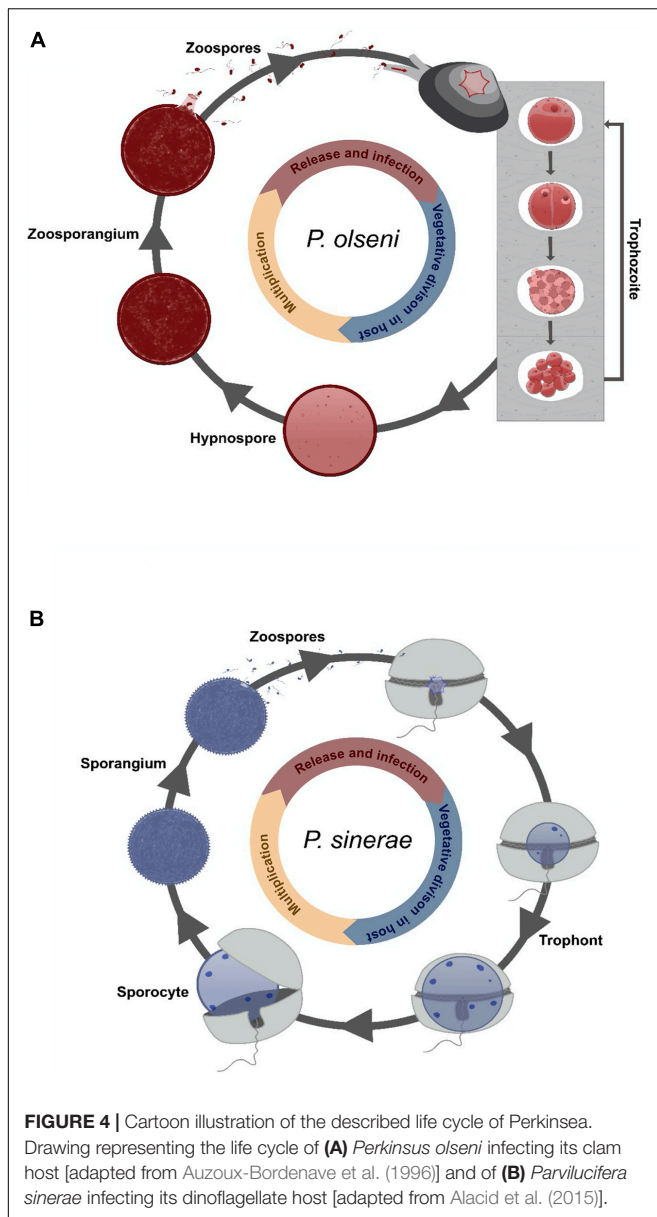 A
Zoospores
Release and infection
Vegetative divison in host
Multiplication
P. olseni
Trophozoite
Zoosporangium
Hypnospore
B
Zoospores
Release and infection
Vegetative divison in host
Multiplication
P. sinerae
Sporangium
Trophont
Sporocyte
FIGURE 4 | Cartoon illustration of the described life cycle of Perkinsea.
Drawing representing the life cycle of (A) Perkinsus olseni infecting its clam
host [adapted from Auzoux-Bordenave et al. (1996)] and of (B) Parvilucifera
sinerae infecting its dinoflagellate host [adapted from Alacid et al. (2015)].